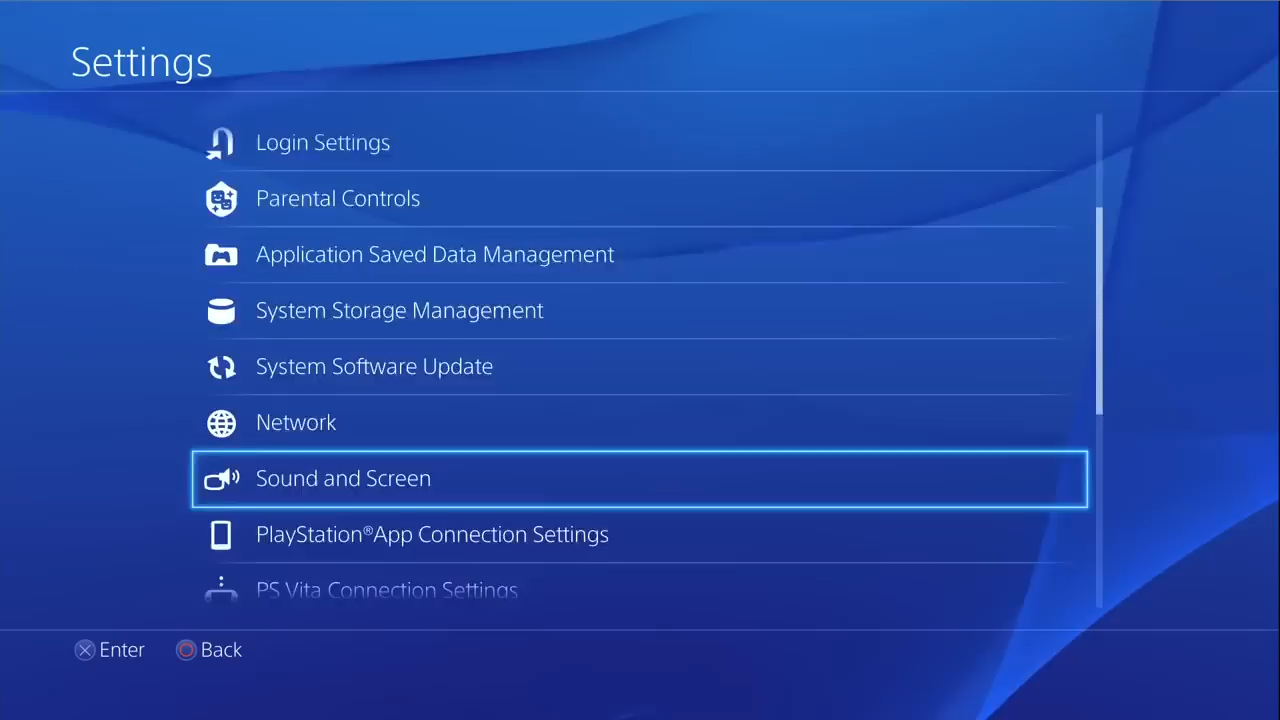 Settings
Login Settings
Parental Controls
Application Saved Data Management
System Storage Management
System Software Update
Network
Sound and Screen
PlayStation®App Connection Settings
PS Vita Connection Settings
Enter Back